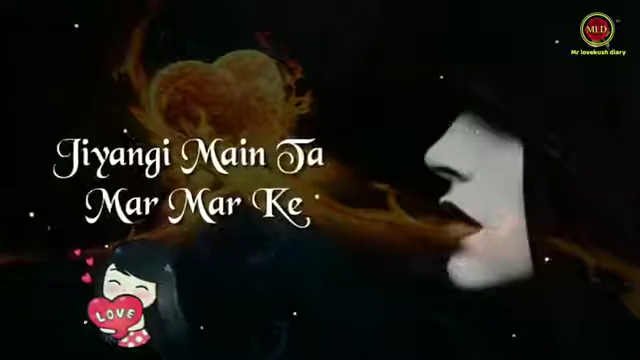 MLD
Mr lovekush diary
Jiyangi Main Ta
Mar Mar Ke
LOVE